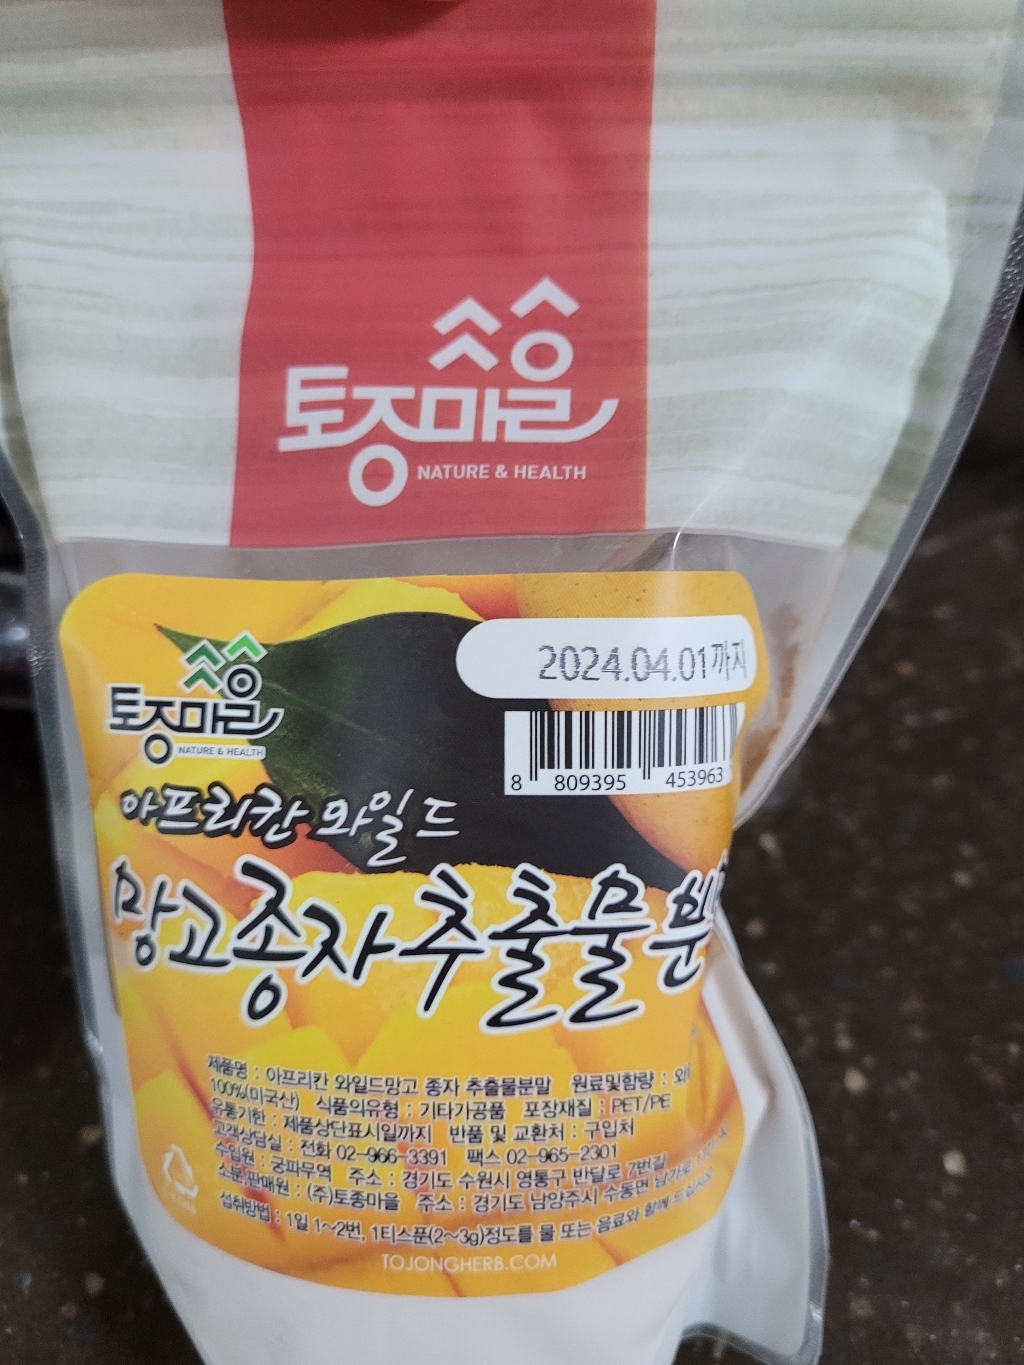 토종마을
NATURE & HEALTH
2024.04.01까지
토종마을
NATURE & HEALTH
8 809395 453963
아프리칸 와일드
망고종자추출물분
제품명 : 아프리칸 와일드망고 종자 추출물분말 원료및함량 :
100%(미국산) 식품의유형 : 기타가공품 포장재질 : PET/PE
유통기한 : 제품상단표시일까지 반품 및 교환처 : 구입처
고객상담실 : 전화 02-966-3391 팩스 02-965-2301
수입원 : 궁파무역 주소 : 경기도 수원시 영통구 반달로 7번길
소분,판매원 : (주)토종마을 주소 : 경기도 남양주시 수동면 남가로
섭취방법 : 1일 1~2번, 1티스푼(2~3g)정도를 물 또는 음료와 함께 드십시오
TOJONGHERB.COM